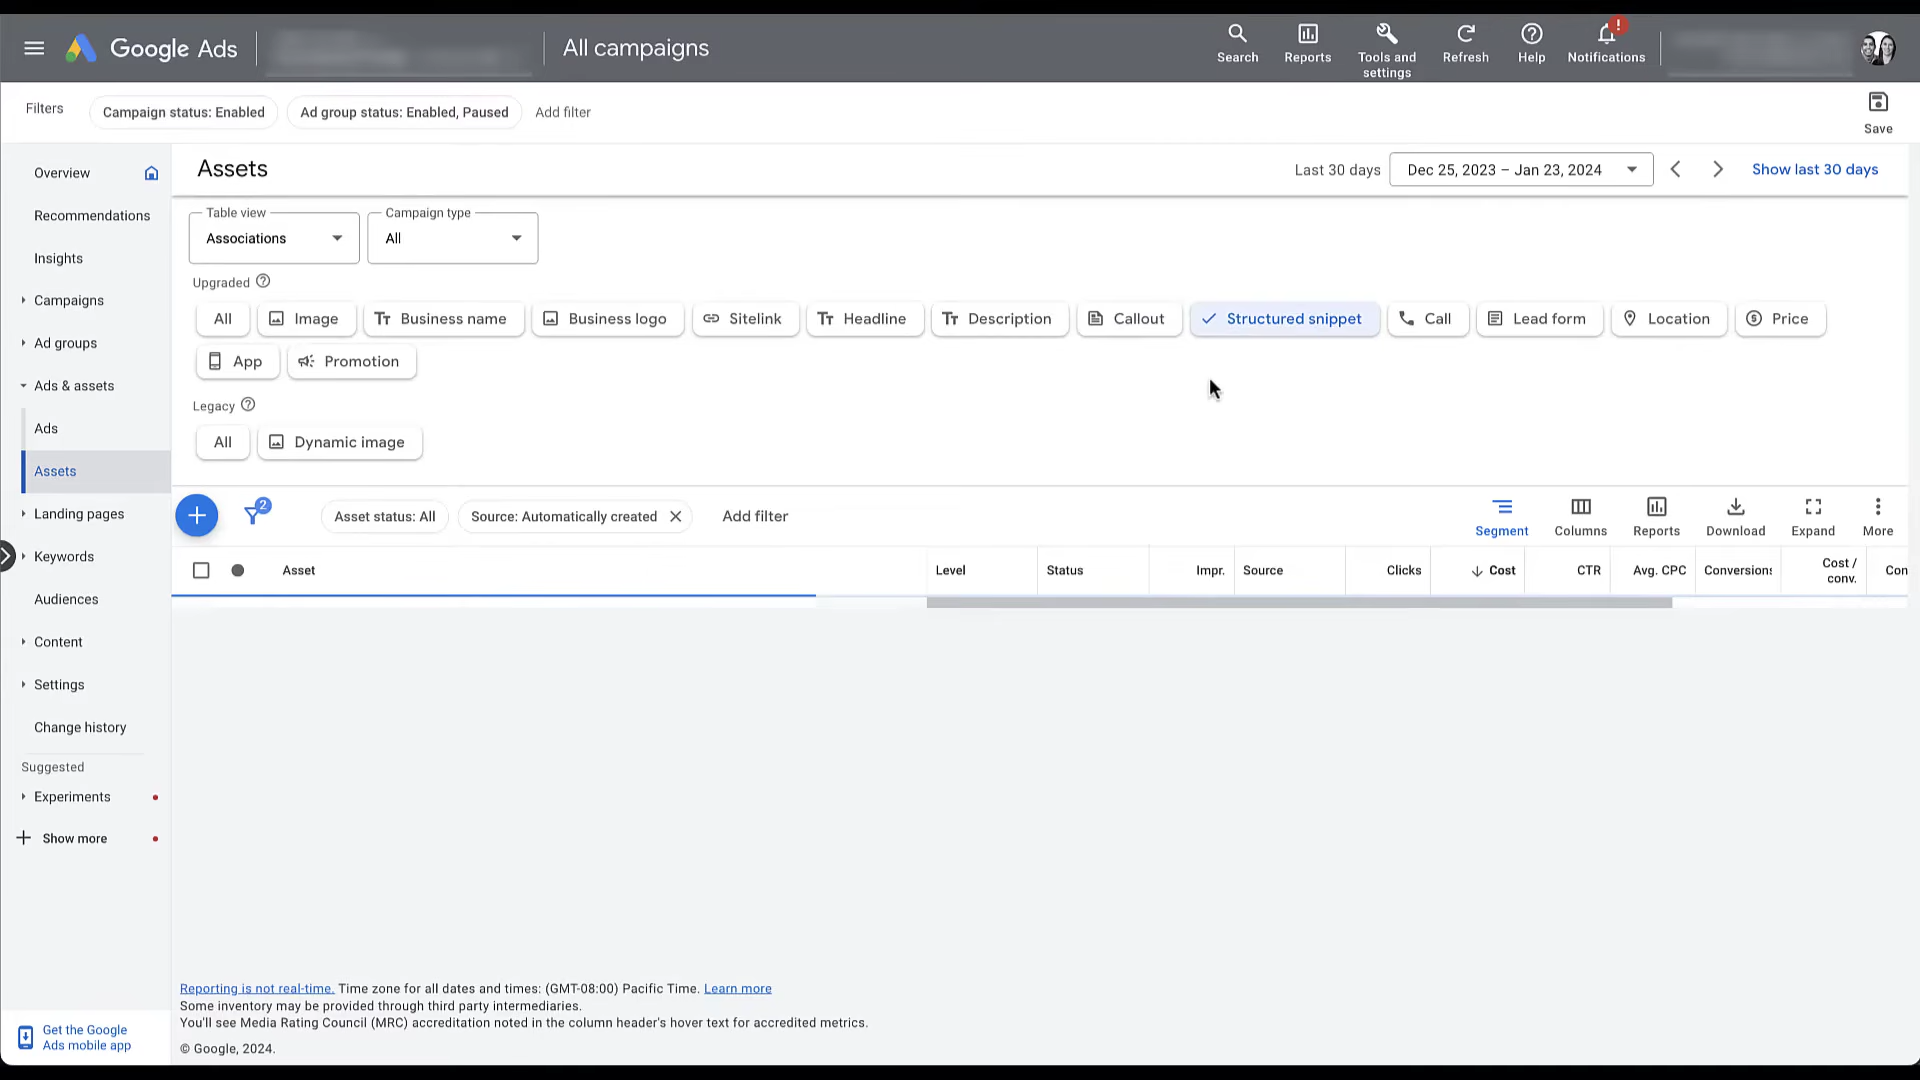 Google Ads
All campaigns
Search
Reports
Tools and settings
Refresh
Help
Notifications
!
Filters
Campaign status: Enabled
Ad group status: Enabled, Paused
Add filter
Save
Overview
Recommendations
Insights
Campaigns
Ad groups
Ads & assets
Ads
Assets
Landing pages
Keywords
Audiences
Content
Settings
Change history
Suggested
Experiments
Show more
Get the Google
Ads mobile app
Assets
Last 30 days
Dec 25, 2023 – Jan 23, 2024
Show last 30 days
Table view
Associations
Campaign type
All
Upgraded
All
Image
Business name
Business logo
Sitelink
Headline
Description
Callout
Structured snippet
Call
Lead form
Location
Price
App
Promotion
Legacy
All
Dynamic image
2
Asset status: All
Source: Automatically created
Add filter
Segment
Columns
Reports
Download
Expand
More
Asset
Level
Status
Impr.
Source
Clicks
Cost
CTR
Avg. CPC
Conversions
Cost /
conv.
Con
Reporting is not real-time. Time zone for all dates and times: (GMT-08:00) Pacific Time. Learn more
Some inventory may be provided through third party intermediaries.
You'll see Media Rating Council (MRC) accreditation noted in the column header's hover text for accredited metrics.
© Google, 2024.